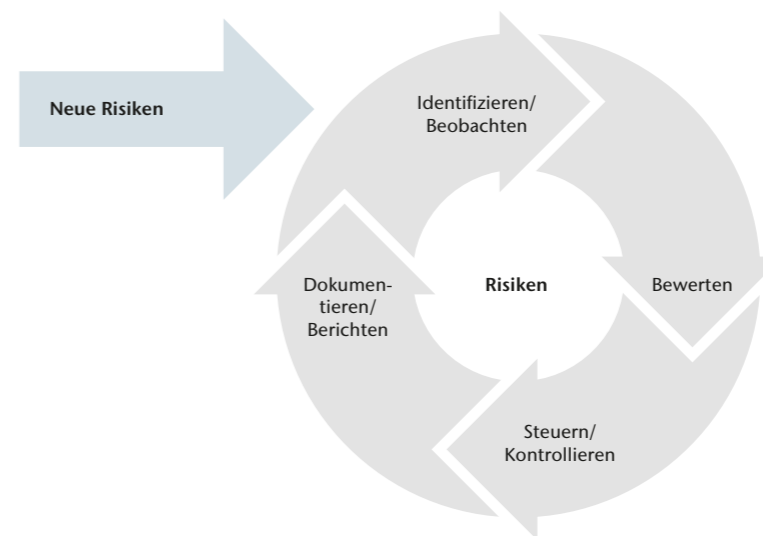 Neue Risiken
Identifizieren/
Beobachten
Bewerten
Steuern/
Kontrollieren
Dokumen-
tieren/
Berichten
Risiken